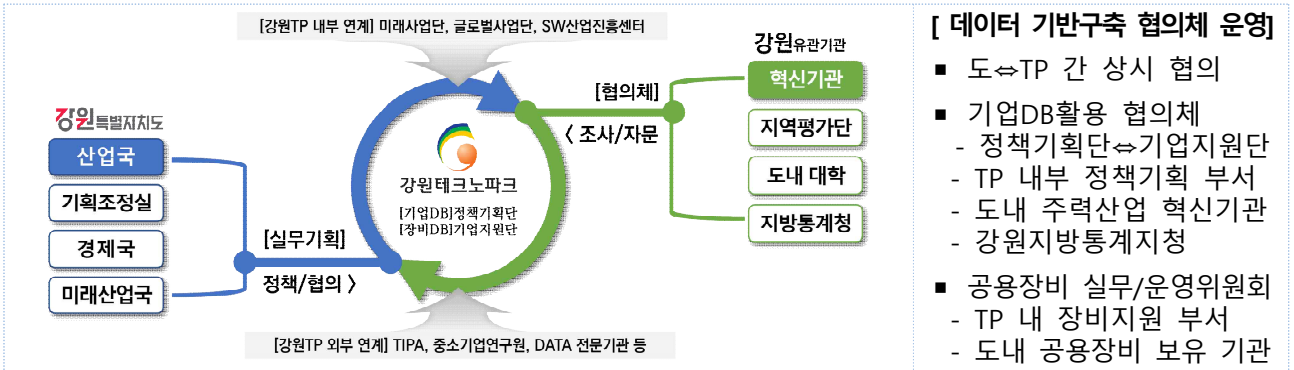 [강원TP 내부 연계] 미래사업단, 글로벌사업단, SW산업진흥센터
강원특별자치도
산업국
기획조정실
경제국
미래산업국
[실무기획]
정책/협의 〉
강원테크노파크
[기업DB]정책기획단
[장비DB]기업지원단
[협의체]
〈 조사/자문
강원유관기관
혁신기관
지역평가단
도내 대학
지방통계청
[강원TP 외부 연계] TIPA, 중소기업연구원, DATA 전문기관 등
[ 데이터 기반구축 협의체 운영]
■ 도⇔TP 간 상시 협의
■ 기업DB활용 협의체
- 정책기획단⇔기업지원단
- TP 내부 정책기획 부서
- 도내 주력산업 혁신기관
- 강원지방통계지청
■ 공용장비 실무/운영위원회
- TP 내 장비지원 부서
- 도내 공용장비 보유 기관